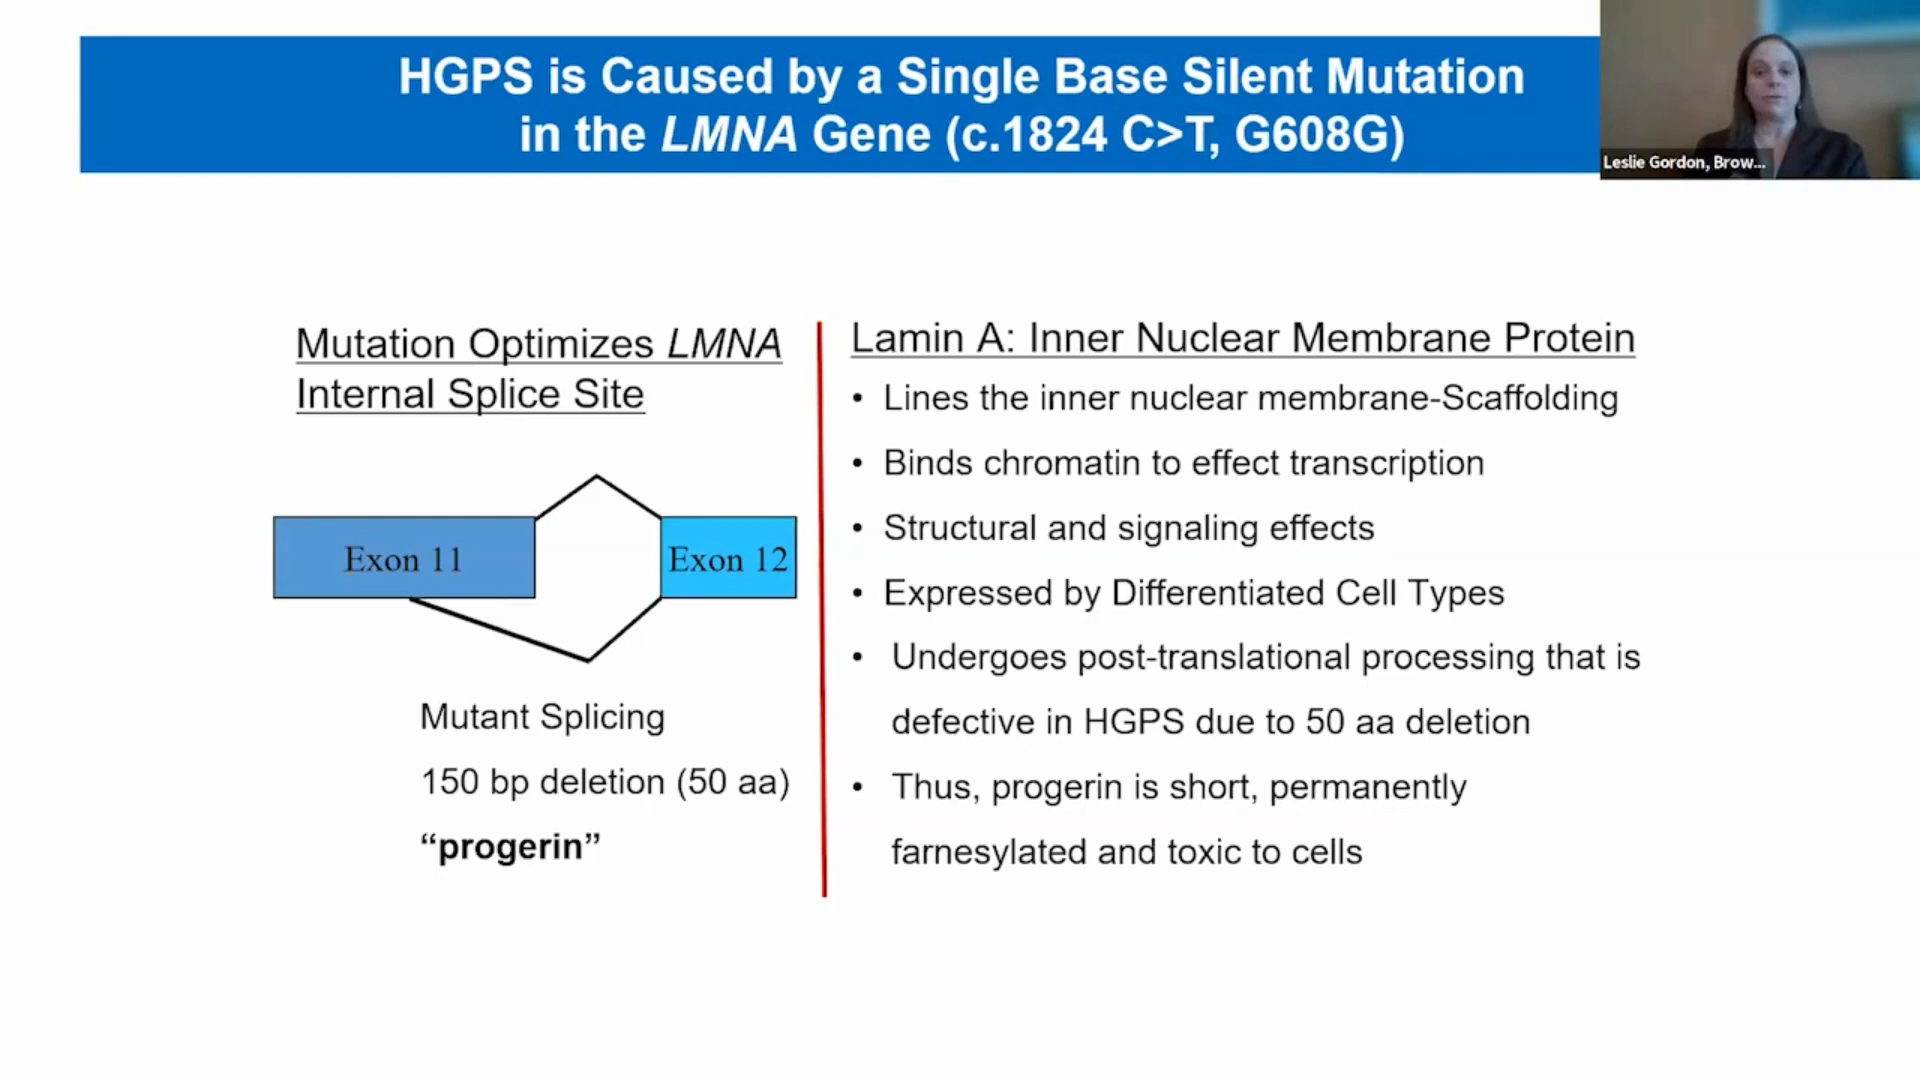 HGPS is Caused by a Single Base Silent Mutation
in the LMNA Gene (c.1824 C>T, G608G)
Leslie Gordon, Brow...
Mutation Optimizes LMNA
Internal Splice Site
Exon 11
Exon 12
Mutant Splicing
150 bp deletion (50 aa)
“progerin”
Lamin A: Inner Nuclear Membrane Protein
• Lines the inner nuclear membrane-Scaffolding
• Binds chromatin to effect transcription
• Structural and signaling effects
• Expressed by Differentiated Cell Types
• Undergoes post-translational processing that is
defective in HGPS due to 50 aa deletion
• Thus, progerin is short, permanently
farnesylated and toxic to cells